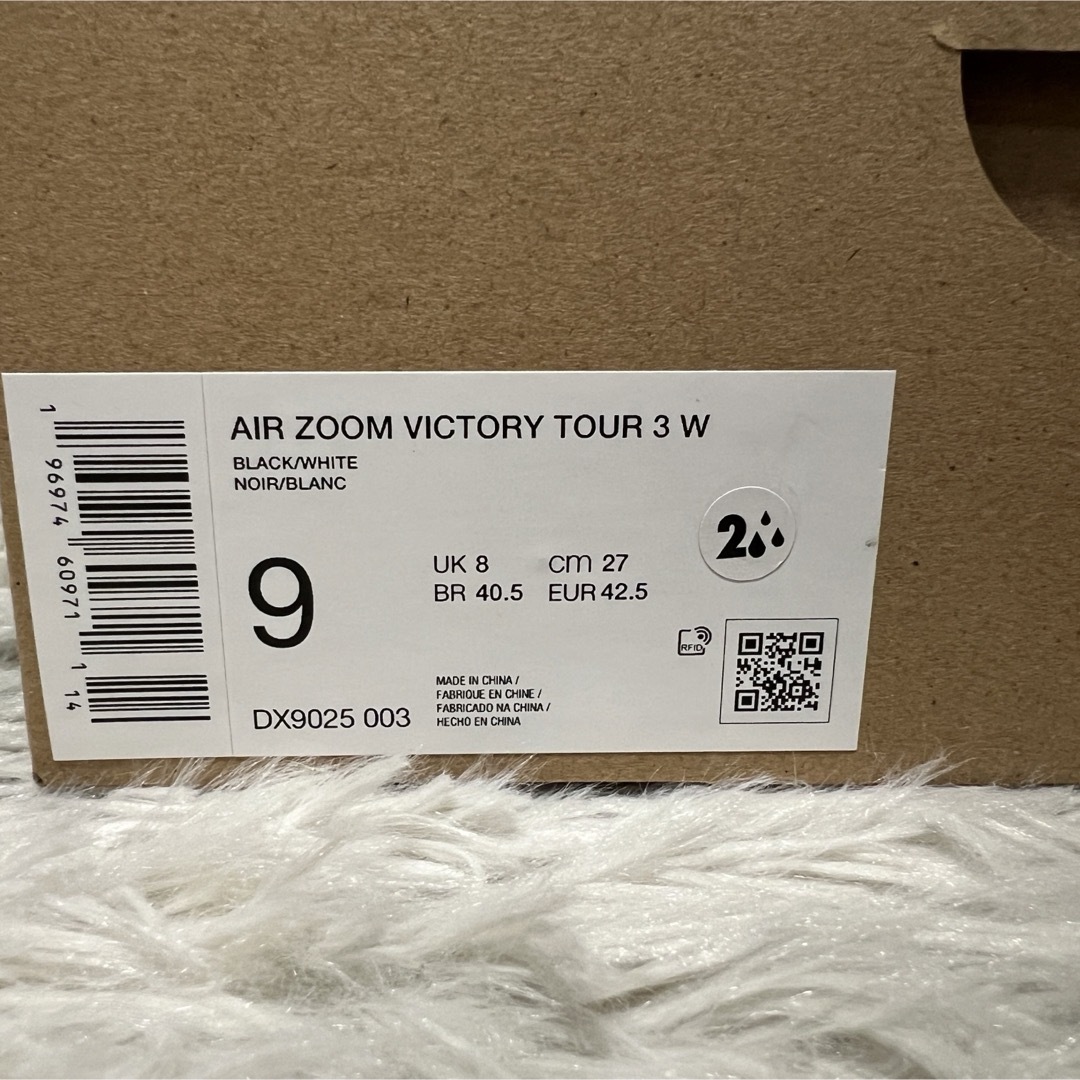 AIR ZOOM VICTORY TOUR 3 W
BLACK/WHITE
NOIR/BLANC
9
UK 8 cm 27
BR 40.5 EUR 42.5
2
RFID
MADE IN CHINA /
FABRIQUE EN CHINE /
FABRICADO NA CHINA /
HECHO EN CHINA
DX9025 003
1 96974 60971 1 14